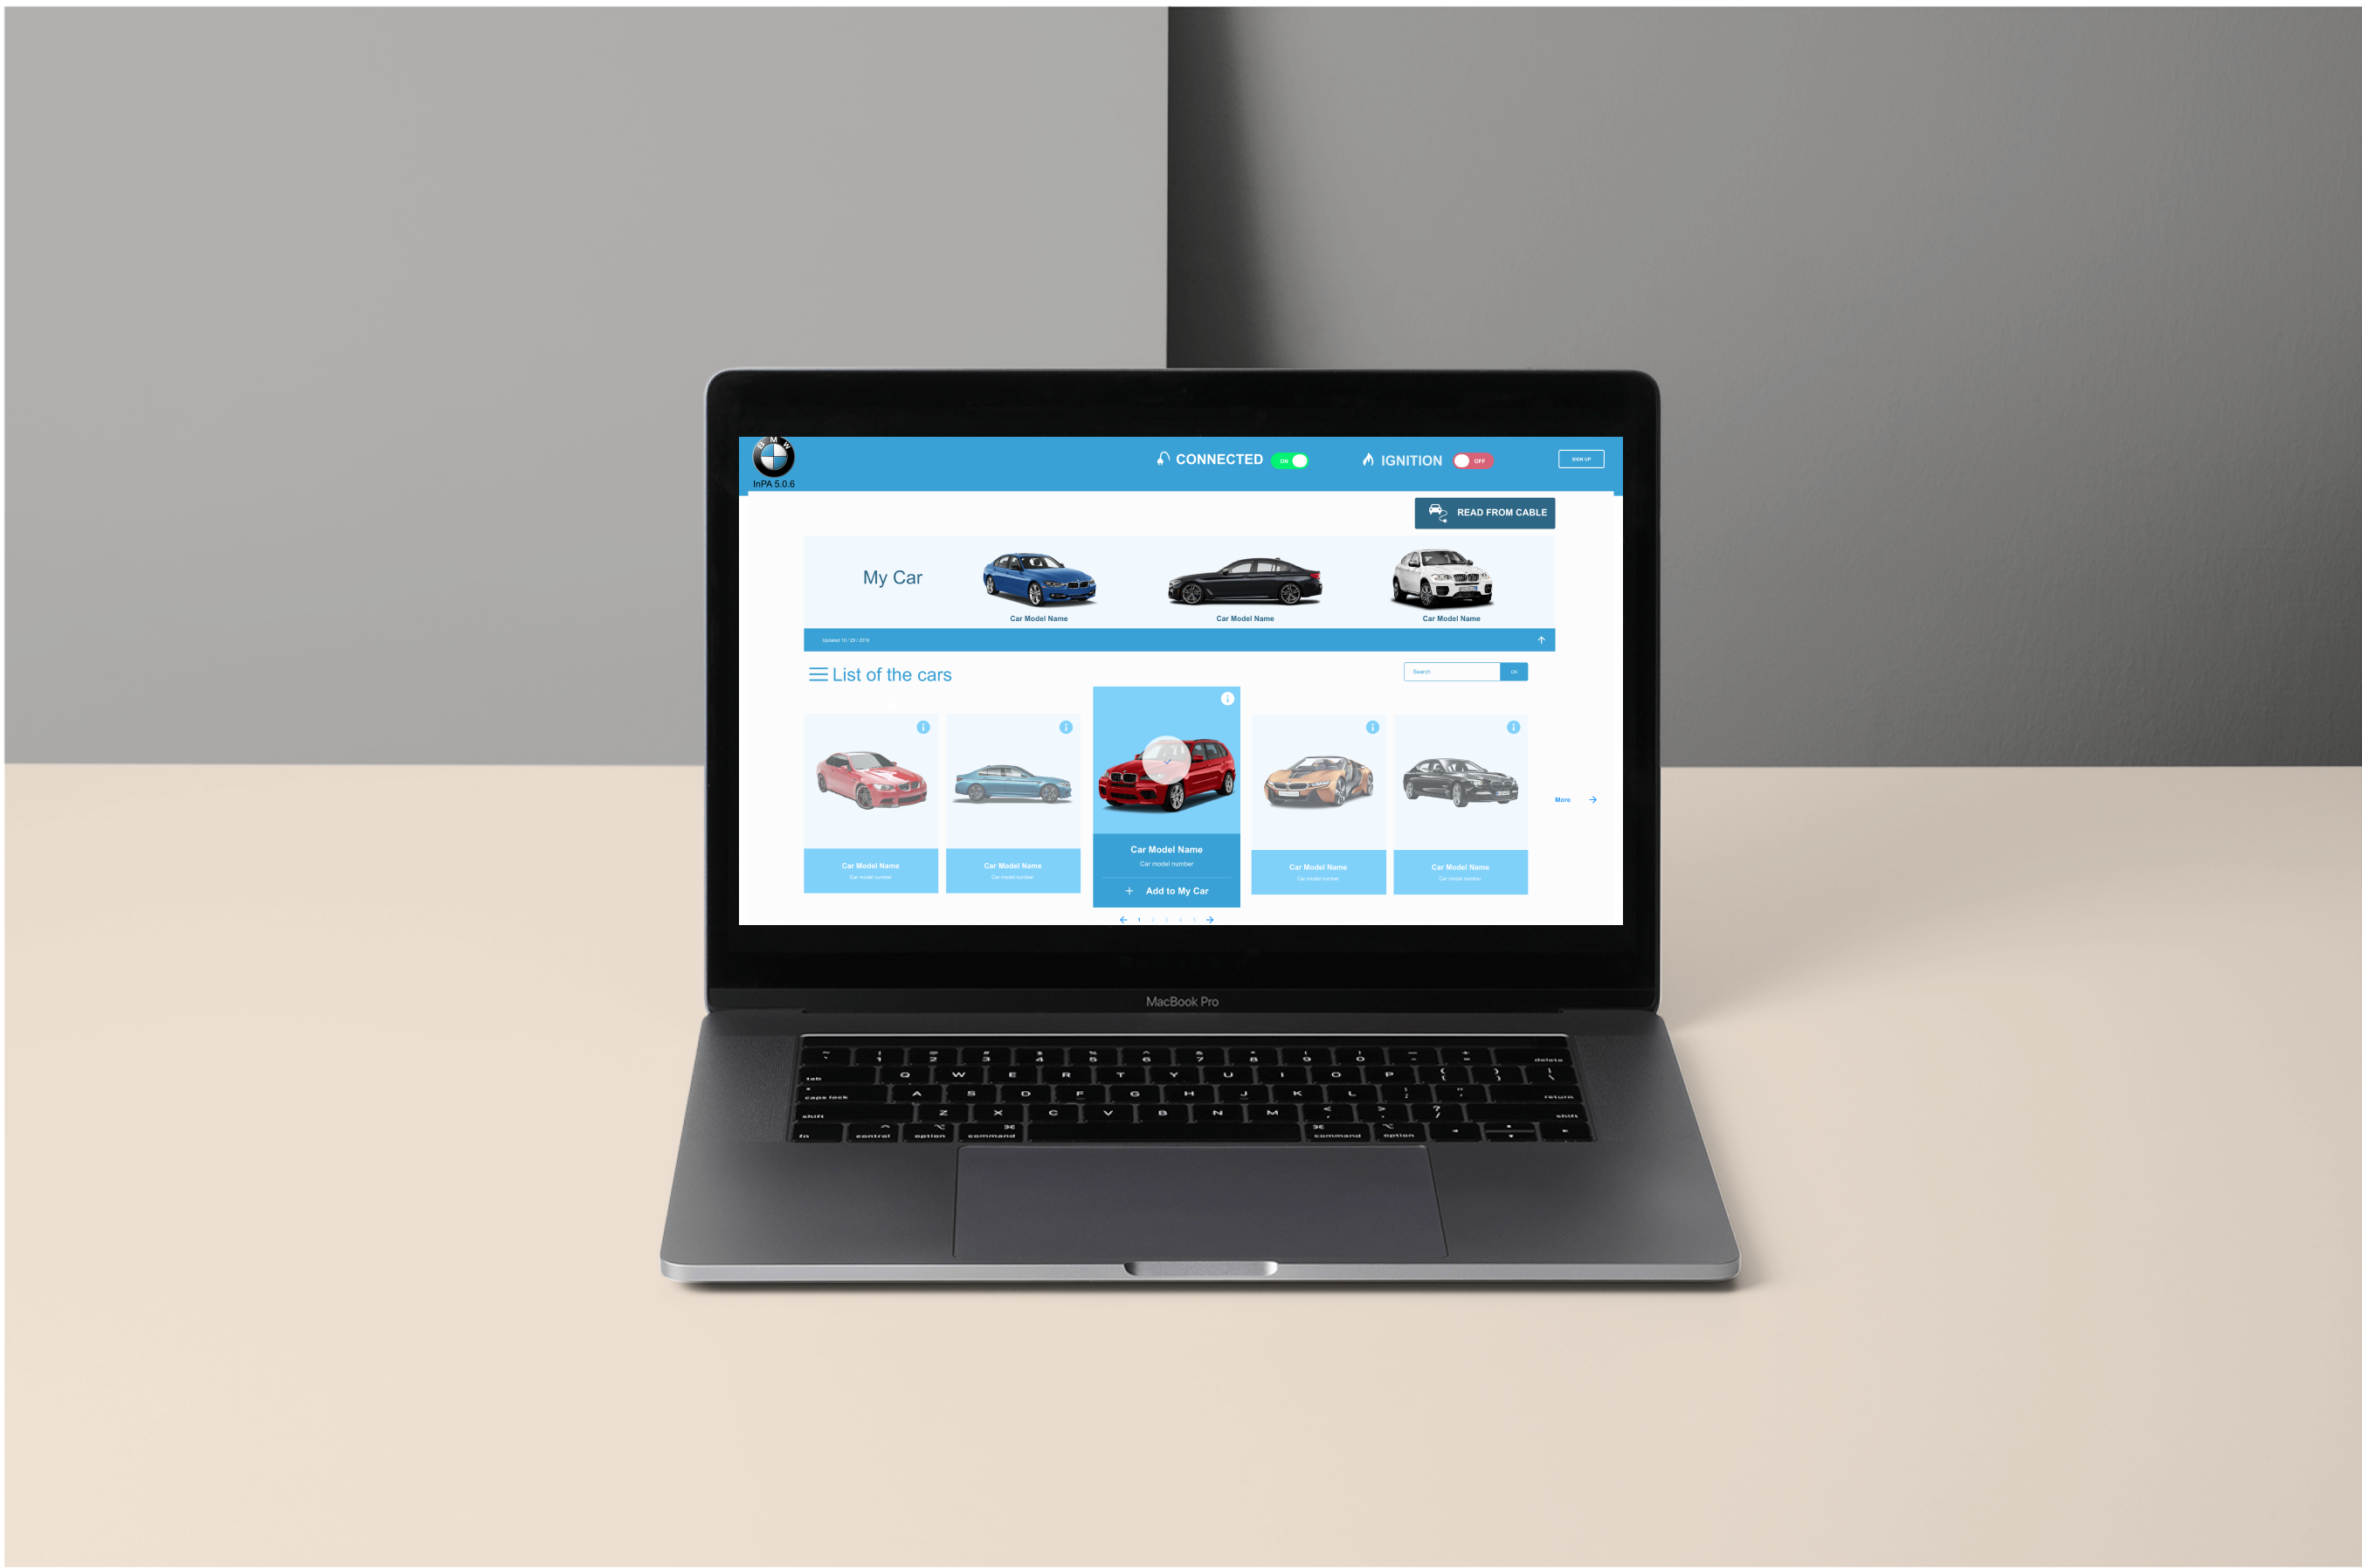 BMW
InPA 5.0.6
CONNECTED ON
IGNITION OFF
SIGN UP
READ FROM CABLE
My Car
Car Model Name
Car Model Name
Car Model Name
Updated 10 / 20 / 2019
List of the cars
Search OK
Car Model Name
Car model number
Car Model Name
Car model number
Car Model Name
Car model number
+ Add to My Car
Car Model Name
Car model number
Car Model Name
Car model number
More →
← 1 2 3 4 5 →
MacBook Pro
~ ` ! 1 @ 2 # 3 $ 4 % 5 ^ 6 & 7 * 8 ( 9 ) 0 - + = delete
tab Q W E R T Y U I O P { [ } ] | \
caps lock A S D F G H J K L : ; " ' return
shift Z X C V B N M < , > . ? / shift
fn control option command command option